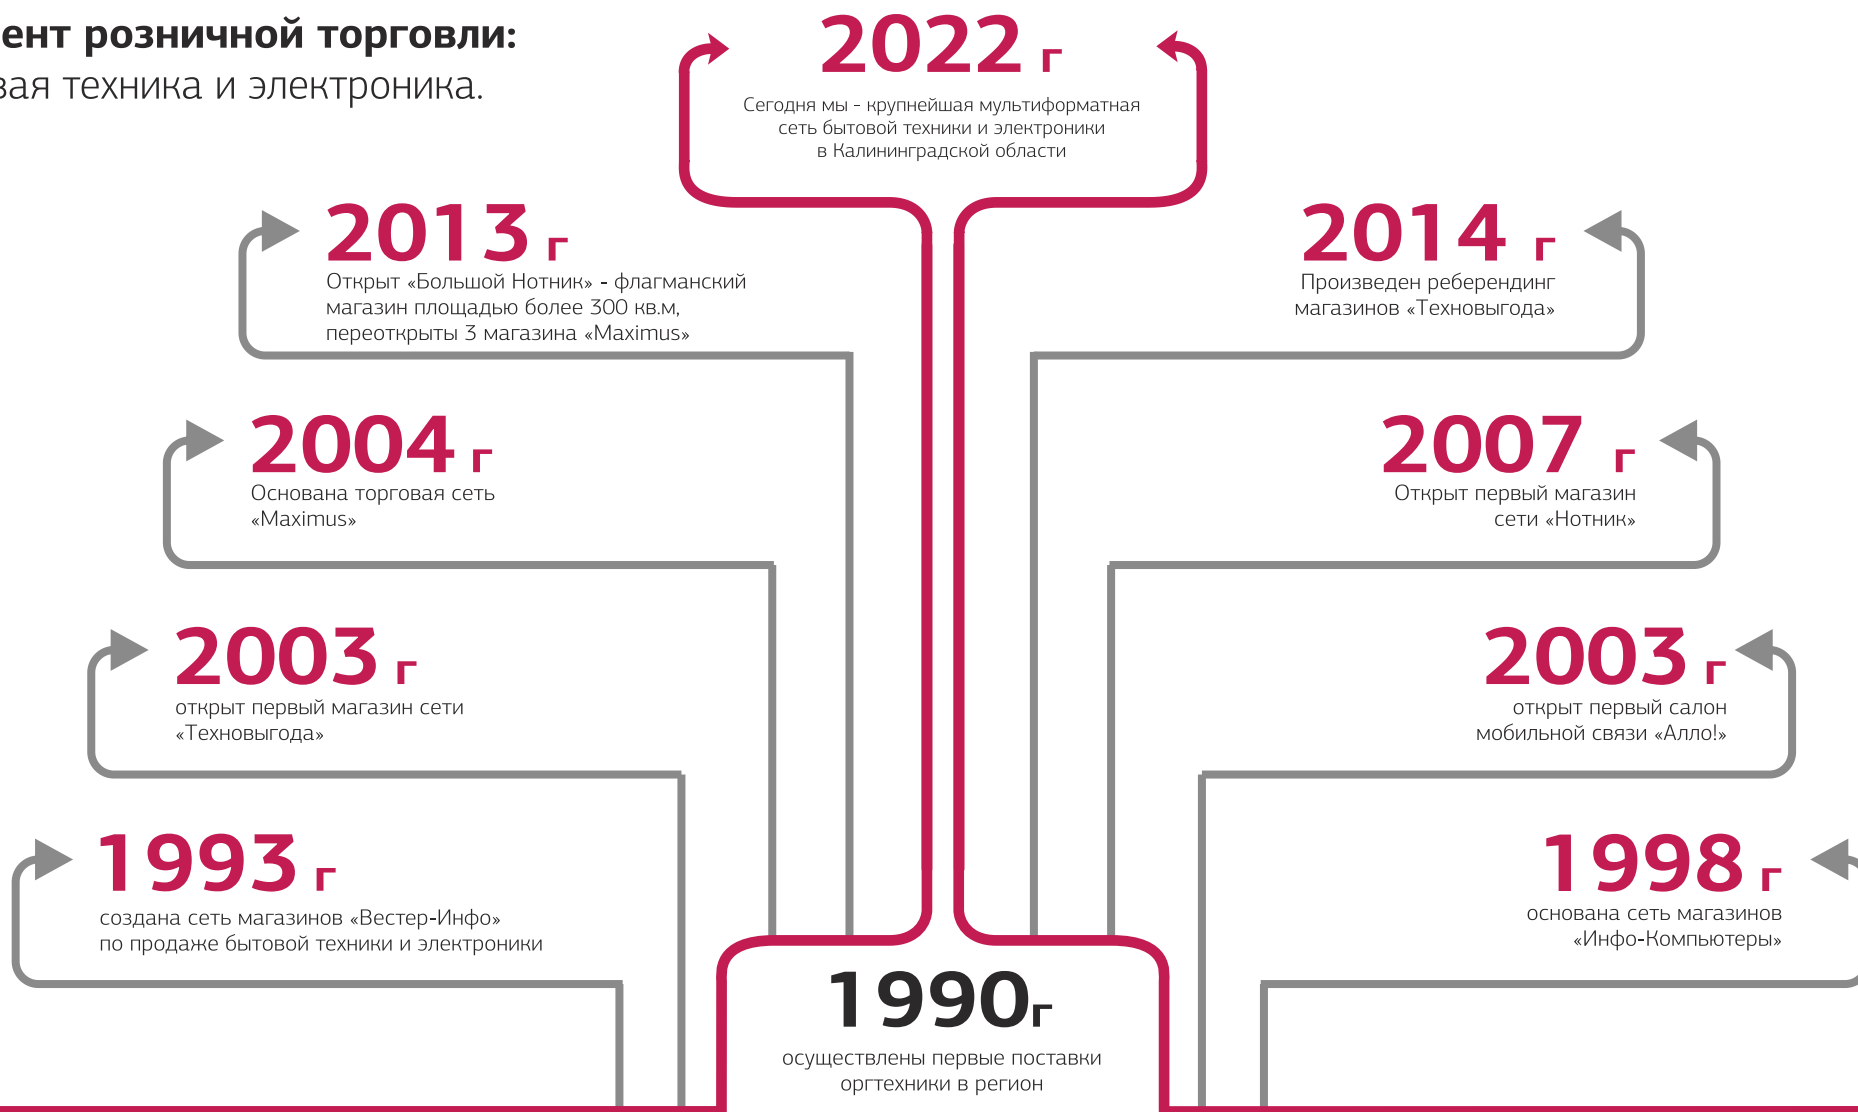 ент розничной торговли:
вая техника и электроника.
2022 г
Сегодня мы - крупнейшая мультиформатная
сеть бытовой техники и электроники
в Калининградской области
2013 г
Открыт «Большой Нотник» - флагманский
магазин площадью более 300 кв.м,
переоткрыты 3 магазина «Maximus»
2014 г
Произведен реберендинг
магазинов «Техновыгода»
2004 г
Основана торговая сеть
«Maximus»
2007 г
Открыт первый магазин
сети «Нотник»
2003 г
открыт первый магазин сети
«Техновыгода»
2003 г
открыт первый салон
мобильной связи «Алло!»
1993 г
создана сеть магазинов «Вестер-Инфо»
по продаже бытовой техники и электроники
1998 г
основана сеть магазинов
«Инфо-Компьютеры»
1990г
осуществлены первые поставки
оргтехники в регион